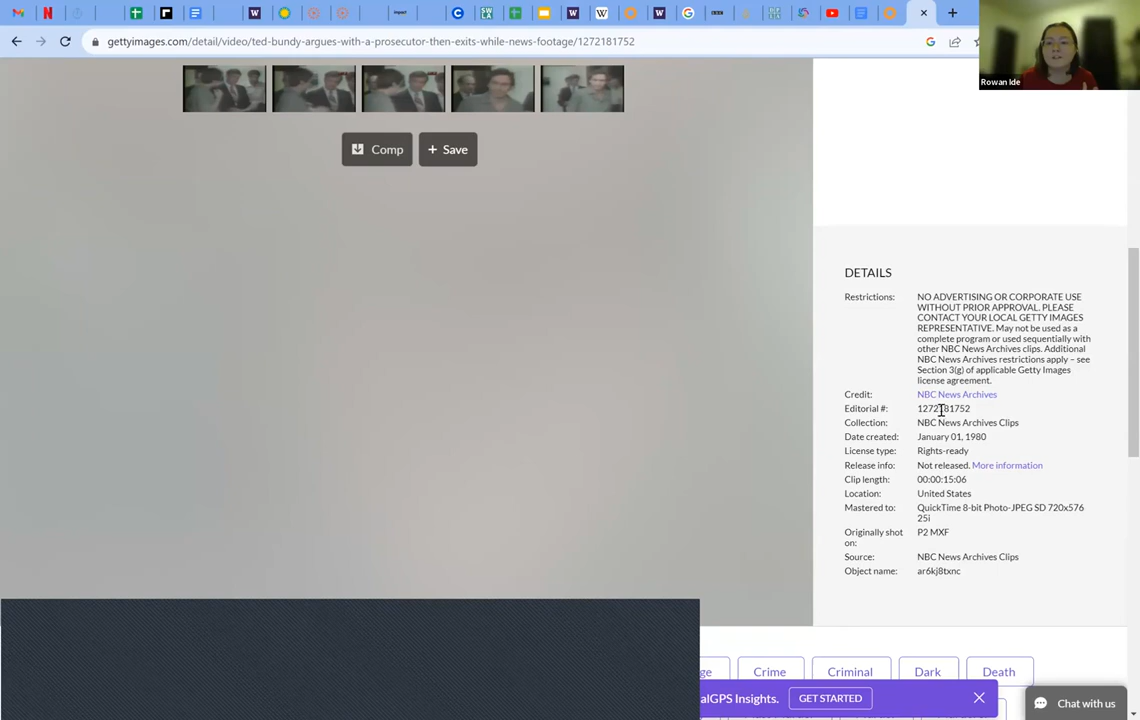 gettyimages.com/detail/video/ted-bundy-argues-with-a-prosecutor-then-exits-while-news-footage/1272181752
Rowan Ide
Comp
+ Save
DETAILS
Restrictions: NO ADVERTISING OR CORPORATE USE
WITHOUT PRIOR APPROVAL. PLEASE
CONTACT YOUR LOCAL GETTY IMAGES
REPRESENTATIVE. May not be used as a
complete program or used sequentially with
other NBC News Archives clips. Additional
NBC News Archives restrictions apply – see
Section 3(g) of applicable Getty Images
license agreement.
Credit: NBC News Archives
Editorial #: 1272181752
Collection: NBC News Archives Clips
Date created: January 01, 1980
License type: Rights-ready
Release info: Not released. More information
Clip length: 00:00:15:06
Location: United States
Mastered to: QuickTime 8-bit Photo-JPEG SD 720x576
25i
Originally shot on: P2 MXF
Source: NBC News Archives Clips
Object name: ar6kj8txnc
Crime
Criminal
Dark
Death
alGPS Insights. GET STARTED
Chat with us